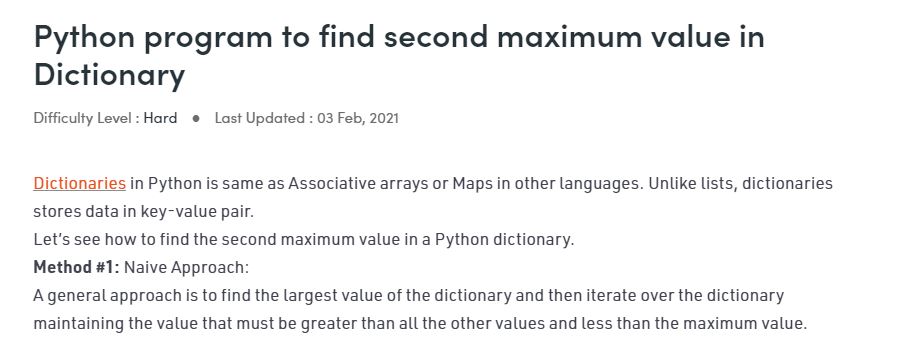 Python program to find second maximum value in
Dictionary
Difficulty Level : Hard ● Last Updated : 03 Feb, 2021
Dictionaries in Python is same as Associative arrays or Maps in other languages. Unlike lists, dictionaries
stores data in key-value pair.
Let’s see how to find the second maximum value in a Python dictionary.
Method #1: Naive Approach:
A general approach is to find the largest value of the dictionary and then iterate over the dictionary
maintaining the value that must be greater than all the other values and less than the maximum value.